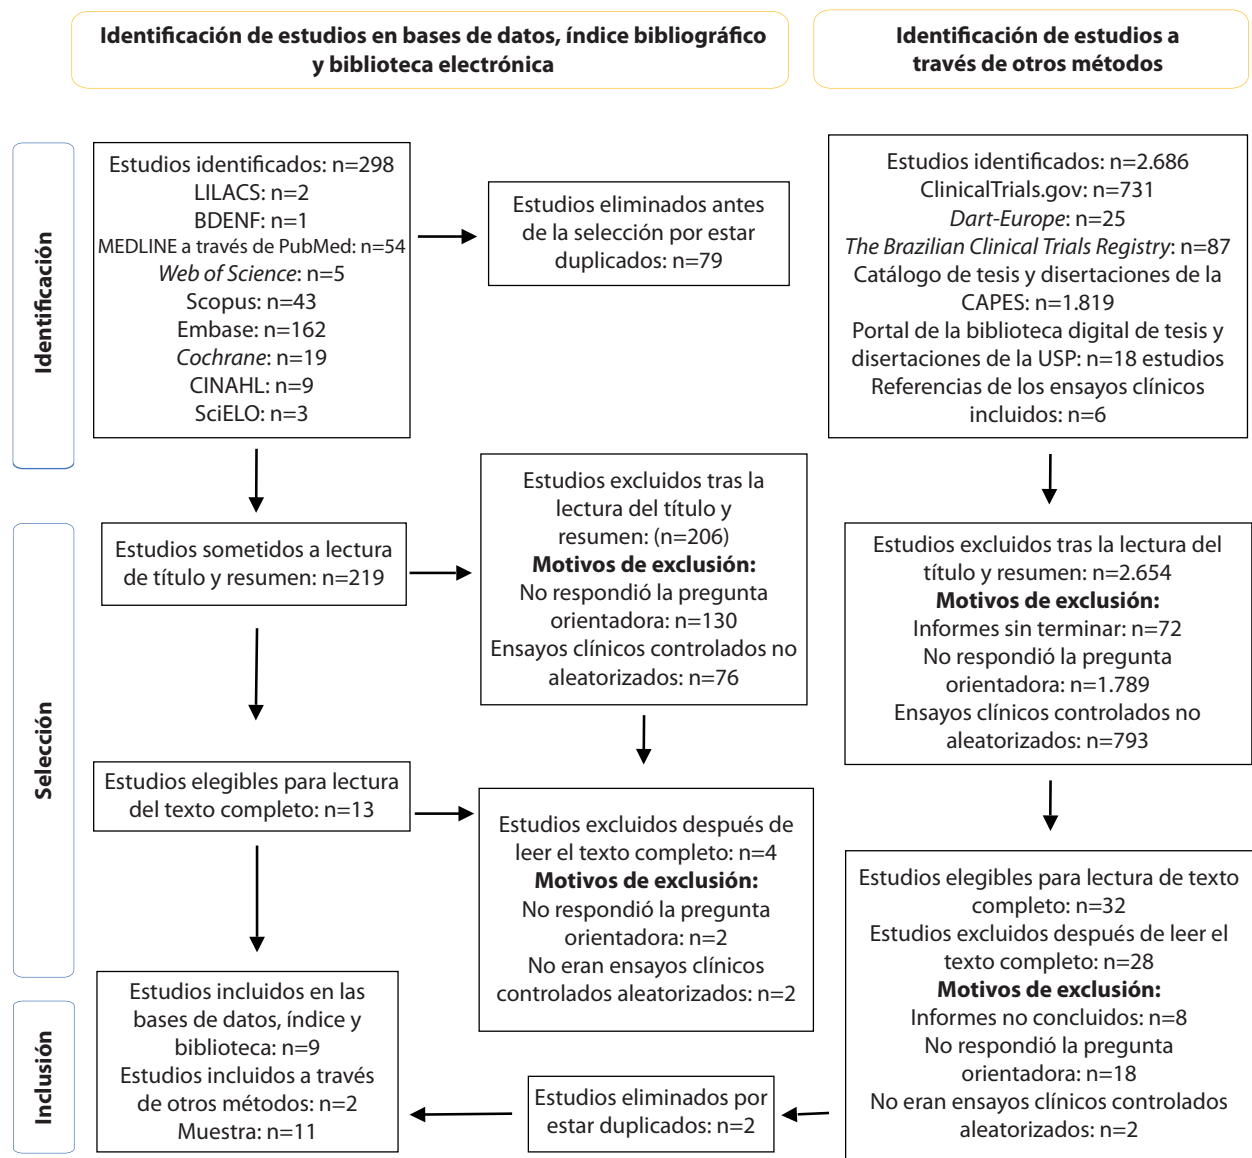 Identificación de estudios en bases de datos, índice bibliográfico
y biblioteca electrónica
Identificación de estudios a
través de otros métodos
Identificación
Estudios identificados: n=298
LILACS: n=2
BDENF: n=1
MEDLINE a través de PubMed: n=54
Web of Science: n=5
Scopus: n=43
Embase: n=162
Cochrane: n=19
CINAHL: n=9
SciELO: n=3
Estudios eliminados antes
de la selección por estar
duplicados: n=79
Estudios identificados: n=2.686
ClinicalTrials.gov: n=731
Dart-Europe: n=25
The Brazilian Clinical Trials Registry: n=87
Catálogo de tesis y disertaciones de la
CAPES: n=1.819
Portal de la biblioteca digital de tesis y
disertaciones de la USP: n=18 estudios
Referencias de los ensayos clínicos
incluidos: n=6
Selección
Estudios sometidos a lectura
de título y resumen: n=219
Estudios excluidos tras la
lectura del título y
resumen: (n=206)
Motivos de exclusión:
No respondió la pregunta
orientadora: n=130
Ensayos clínicos controlados no
aleatorizados: n=76
Estudios excluidos tras la lectura del
título y resumen: n=2.654
Motivos de exclusión:
Informes sin terminar: n=72
No respondió la pregunta
orientadora: n=1.789
Ensayos clínicos controlados no
aleatorizados: n=793
Estudios elegibles para lectura
del texto completo: n=13
Estudios excluidos después de
leer el texto completo: n=4
Motivos de exclusión:
No respondió la pregunta
orientadora: n=2
No eran ensayos clínicos
controlados aleatorizados: n=2
Estudios elegibles para lectura de texto
completo: n=32
Estudios excluidos después de leer el
texto completo: n=28
Motivos de exclusión:
Informes no concluidos: n=8
No respondió la pregunta
orientadora: n=18
No eran ensayos clínicos controlados
aleatorizados: n=2
Inclusión
Estudios incluidos en las
bases de datos, índice y
biblioteca: n=9
Estudios incluidos a través
de otros métodos: n=2
Muestra: n=11
Estudios eliminados por
estar duplicados: n=2